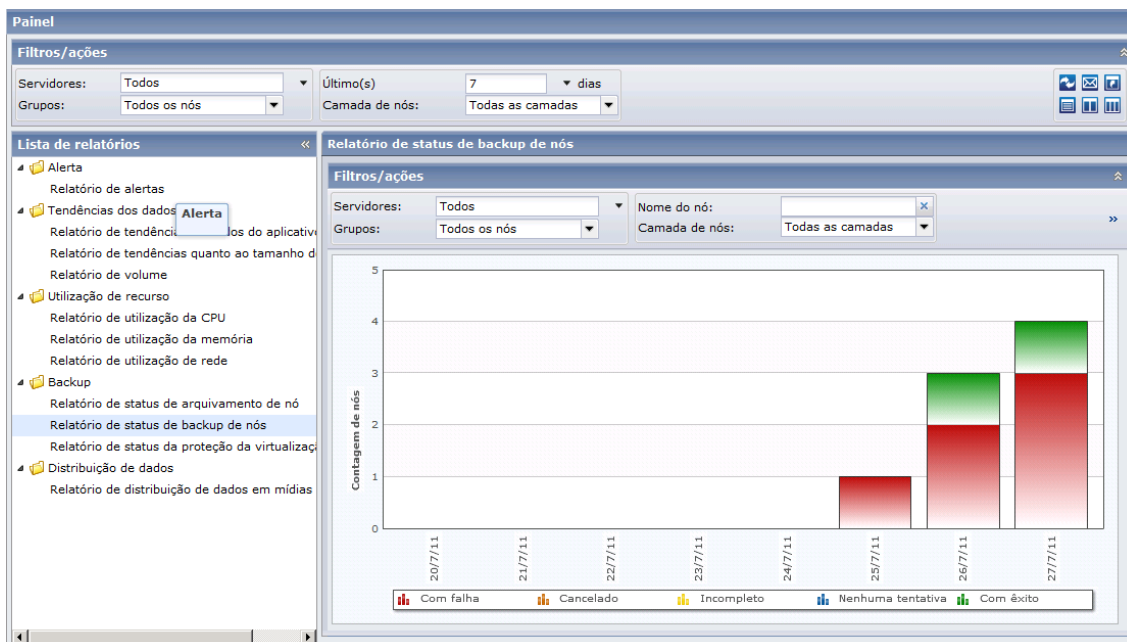 Painel
Filtros/ações
Servidores: Todos
Último(s) 7 dias
Grupos: Todos os nós
Camada de nós: Todas as camadas
Lista de relatórios
Alerta
Relatório de alertas
Tendências dos dados
Alerta
Relatório de tendência los do aplicativ
Relatório de tendências quanto ao tamanho d
Relatório de volume
Utilização de recurso
Relatório de utilização da CPU
Relatório de utilização da memória
Relatório de utilização de rede
Backup
Relatório de status de arquivamento de nó
Relatório de status de backup de nós
Relatório de status da proteção da virtualizaç
Distribuição de dados
Relatório de distribuição de dados em mídias
Relatório de status de backup de nós
Filtros/ações
Servidores: Todos
Nome do nó:
Grupos: Todos os nós
Camada de nós: Todas as camadas
Contagem de nós
5
4
3
2
1
0
20/7/11
21/7/11
22/7/11
23/7/11
24/7/11
25/7/11
26/7/11
27/7/11
Com falha
Cancelado
Incompleto
Nenhuma tentativa
Com êxito